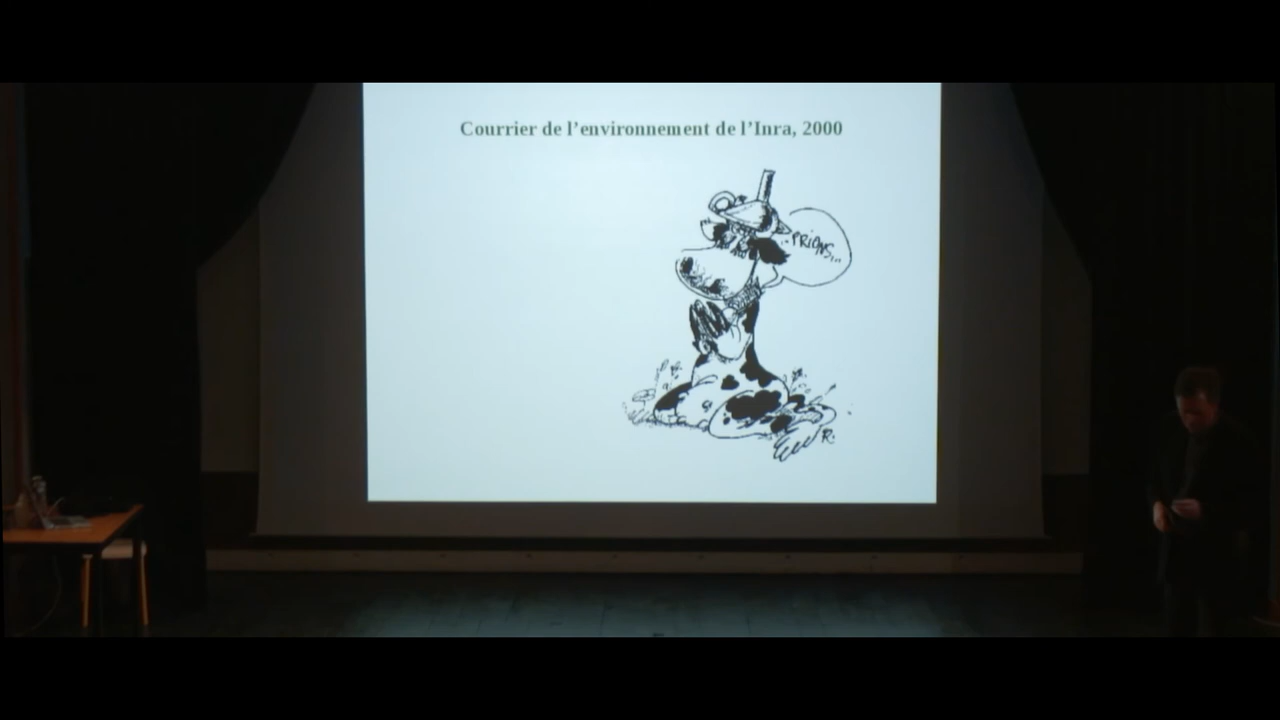 Courrier de l’environnement de l’Inra, 2000
..PRIONS...
R.